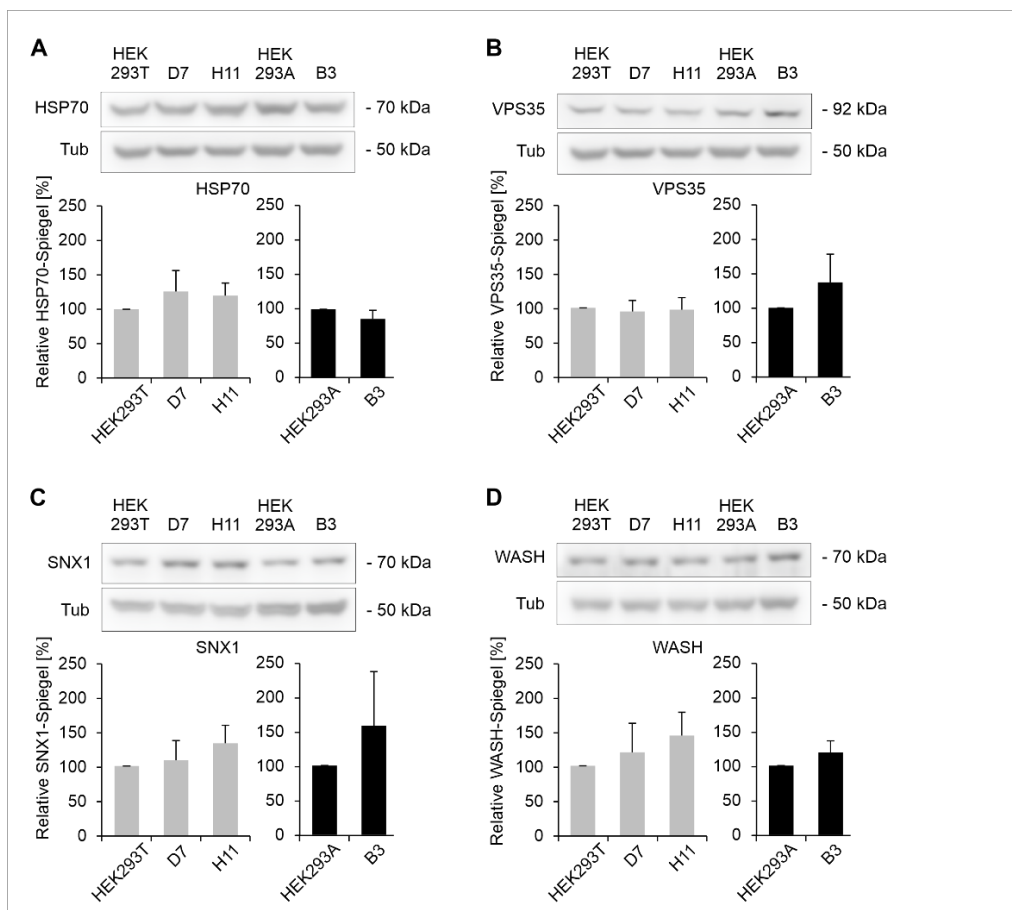 A
HEK
293T D7 H11 HEK
293A B3
HSP70 - 70 kDa
Tub - 50 kDa
HSP70
Relative HSP70-Spiegel [%]
250 250
200 200
150 150
100 100
50 50
0 0
HEK293T D7 H11 HEK293A B3
B
HEK
293T D7 H11 HEK
293A B3
VPS35 - 92 kDa
Tub - 50 kDa
VPS35
Relative VPS35-Spiegel [%]
250 250
200 200
150 150
100 100
50 50
0 0
HEK293T D7 H11 HEK293A B3
C
HEK
293T D7 H11 HEK
293A B3
SNX1 - 70 kDa
Tub - 50 kDa
SNX1
Relative SNX1-Spiegel [%]
250 250
200 200
150 150
100 100
50 50
0 0
HEK293T D7 H11 HEK293A B3
D
HEK
293T D7 H11 HEK
293A B3
WASH - 70 kDa
Tub - 50 kDa
WASH
Relative WASH-Spiegel [%]
250 250
200 200
150 150
100 100
50 50
0 0
HEK293T D7 H11 HEK293A B3